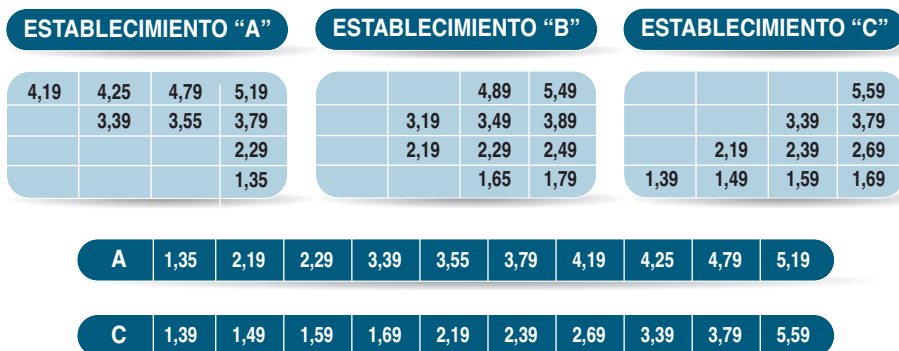 ESTABLECIMIENTO “A” ESTABLECIMIENTO “B” ESTABLECIMIENTO “C”
4,19 4,25 4,79 5,19 4,89 5,49 5,59
3,39 3,55 3,79 3,19 3,49 3,89 3,39 3,79
2,29 2,19 2,29 2,49 2,19 2,39 2,69
1,35 1,65 1,79 1,39 1,49 1,59 1,69
A 1,35 2,19 2,29 3,39 3,55 3,79 4,19 4,25 4,79 5,19
C 1,39 1,49 1,59 1,69 2,19 2,39 2,69 3,39 3,79 5,59